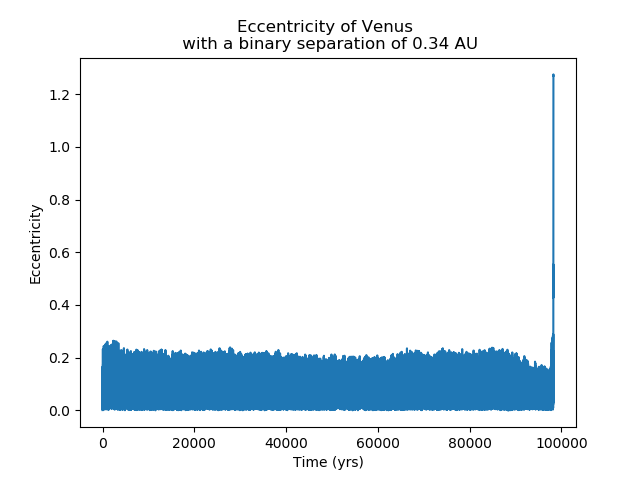 Eccentricity of Venus
with a binary separation of 0.34 AU
1.2
1.0
0.8
0.6
0.4
0.2
0.0
Eccentricity
0 20000 40000 60000 80000 100000
Time (yrs)